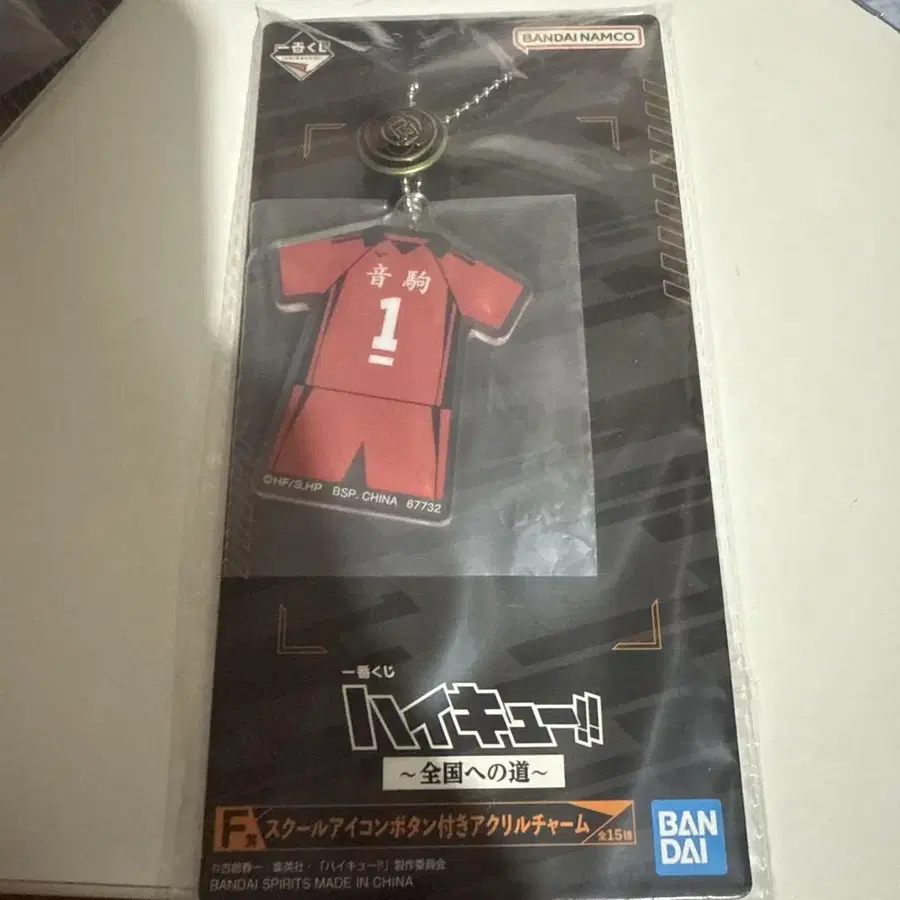 一番くじ
BANDAI NAMCO
音駒
1
©HF/S,HP BSP. CHINA 67732
一番くじ
ハイキュー!!
～全国への道～
F賞 スクールアイコンボタン付きアクリルチャーム 全15種
©古舘春一/集英社・「ハイキュー!!」製作委員会
BANDAI SPIRITS MADE IN CHINA
BAN
DAI